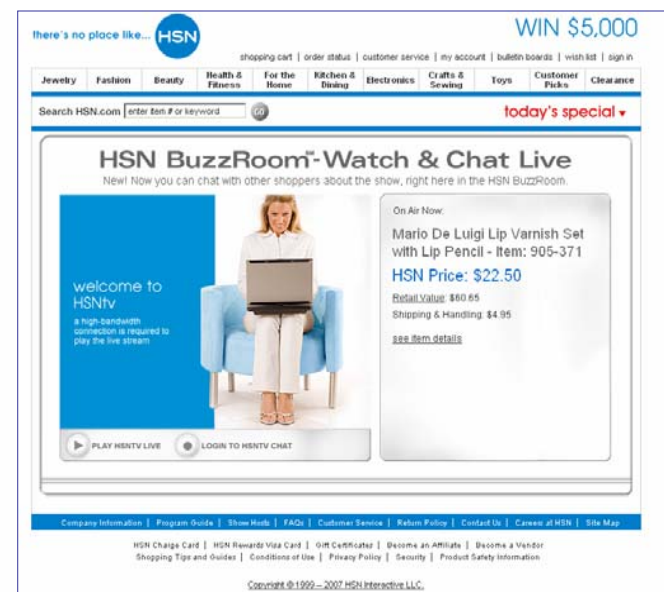 there's no place like... HSN
WIN $5,000
shopping cart | order status | customer service | my account | bulletin boards | wish list | sign in
Jewelry Fashion Beauty Health & Fitness For the Home Kitchen & Dining Electronics Crafts & Sewing Toys Customer Picks Clearance
Search HSN.com enter item # or keyword GO
today's special
HSN BuzzRoom™-Watch & Chat Live
New! Now you can chat with other shoppers about the show, right here in the HSN BuzzRoom.
welcome to
HSNtv
a high-bandwidth
connection is required to
play the live stream
PLAY HSNTV LIVE LOGIN TO HSNTV CHAT
On Air Now:
Mario De Luigi Lip Varnish Set
with Lip Pencil - Item: 905-371
HSN Price: $22.50
Retail Value: $60.65
Shipping & Handling: $4.95
see item details
Company Information | Program Guide | Show Hosts | FAQs | Customer Service | Return Policy | Contact Us | Careers at HSN | Site Map
HSN Charge Card | HSN Rewards Visa Card | Gift Certificates | Become an Affiliate | Become a Vendor
Shopping Tips and Guides | Conditions of Use | Privacy Policy | Security | Product Safety Information
Copyright © 1999 – 2007 HSN Interactive LLC.